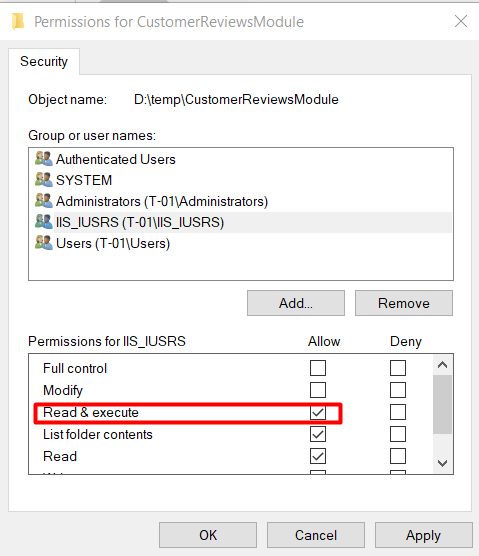 Permissions for CustomerReviewsModule
Security
Object name: D:\temp\CustomerReviewsModule
Group or user names:
Authenticated Users
SYSTEM
Administrators (T-01\Administrators)
IIS_IUSRS (T-01\IIS_IUSRS)
Users (T-01\Users)
Add... Remove
Permissions for IIS_IUSRS Allow Deny
Full control
Modify
Read & execute
List folder contents
Read
OK Cancel Apply